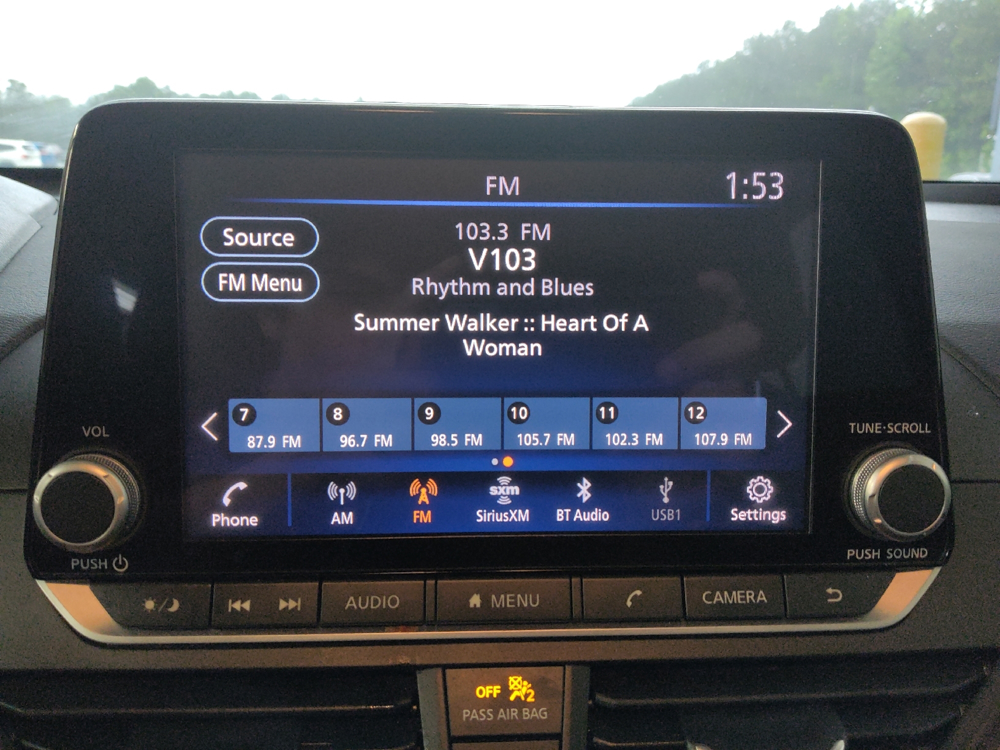 FM
1:53
Source
103.3 FM
V103
FM Menu
Rhythm and Blues
Summer Walker :: Heart Of A
Woman
7
8
9
10
11
12
87.9 FM
96.7 FM
98.5 FM
105.7 FM
102.3 FM
107.9 FM
VOL
TUNE·SCROLL
Phone
AM
FM
sxm
SiriusXM
BT Audio
USB1
Settings
PUSH
PUSH SOUND
AUDIO
MENU
CAMERA
OFF
2
PASS AIR BAG